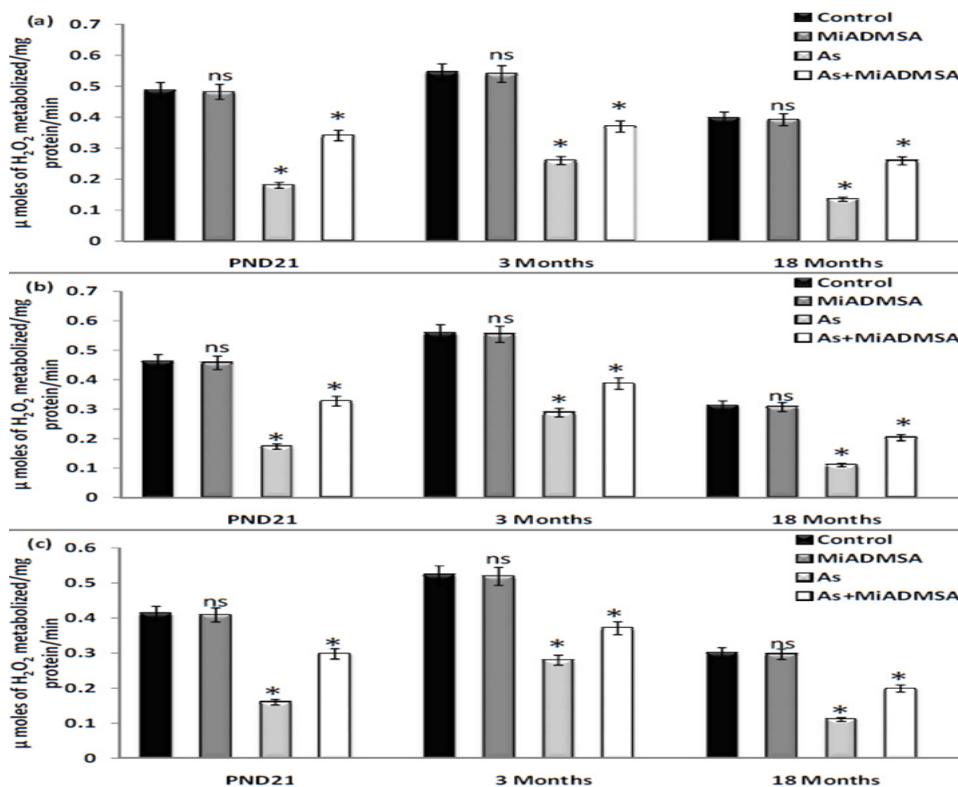 (a)
Control
MiADMSA
As
As+MiADMSA
µ moles of H₂O₂ metabolized/mg
protein/min
0.7
0.6
0.5
0.4
0.3
0.2
0.1
0
ns
*
*
ns
*
*
ns
*
*
PND21 3 Months 18 Months
(b)
Control
MiADMSA
As
As+MiADMSA
µ moles of H₂O₂ metabolized/mg
protein/min
0.7
0.6
0.5
0.4
0.3
0.2
0.1
0
ns
*
*
ns
*
*
ns
*
*
PND21 3 Months 18 Months
(c)
Control
MiADMSA
As
As+MiADMSA
µ moles of H₂O₂ metabolized/mg
protein/min
0.6
0.5
0.4
0.3
0.2
0.1
0
ns
*
*
ns
*
*
ns
*
*
PND21 3 Months 18 Months